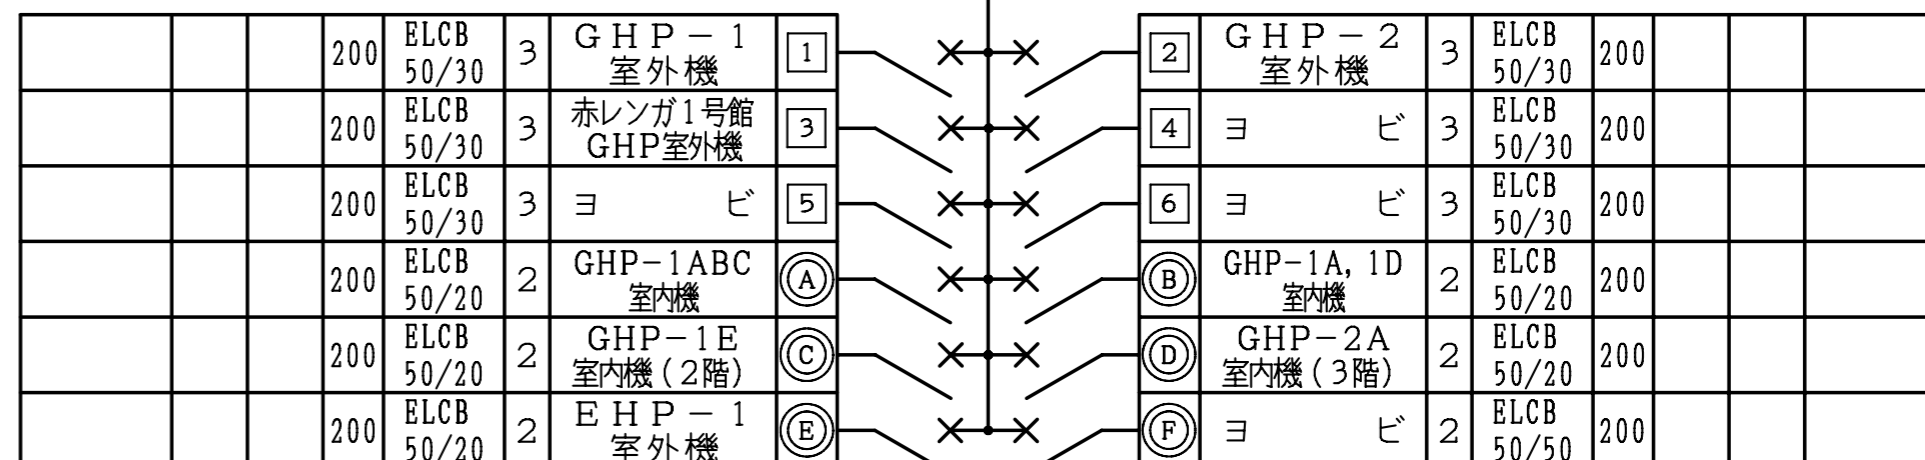 200 ELCB 50/30 3 GHP-1 室外機 1 2 GHP-2 室外機 3 ELCB 50/30 200
200 ELCB 50/30 3 赤レンガ1号館 GHP室外機 3 4 ヨ ビ 3 ELCB 50/30 200
200 ELCB 50/30 3 ヨ ビ 5 6 ヨ ビ 3 ELCB 50/30 200
200 ELCB 50/20 2 GHP-1ABC 室内機 A B GHP-1A, 1D 室内機 2 ELCB 50/20 200
200 ELCB 50/20 2 GHP-1E 室内機(2階) C D GHP-2A 室内機(3階) 2 ELCB 50/20 200
200 ELCB 50/20 2 EHP-1 室外機 E F ヨ ビ 2 ELCB 50/50 200